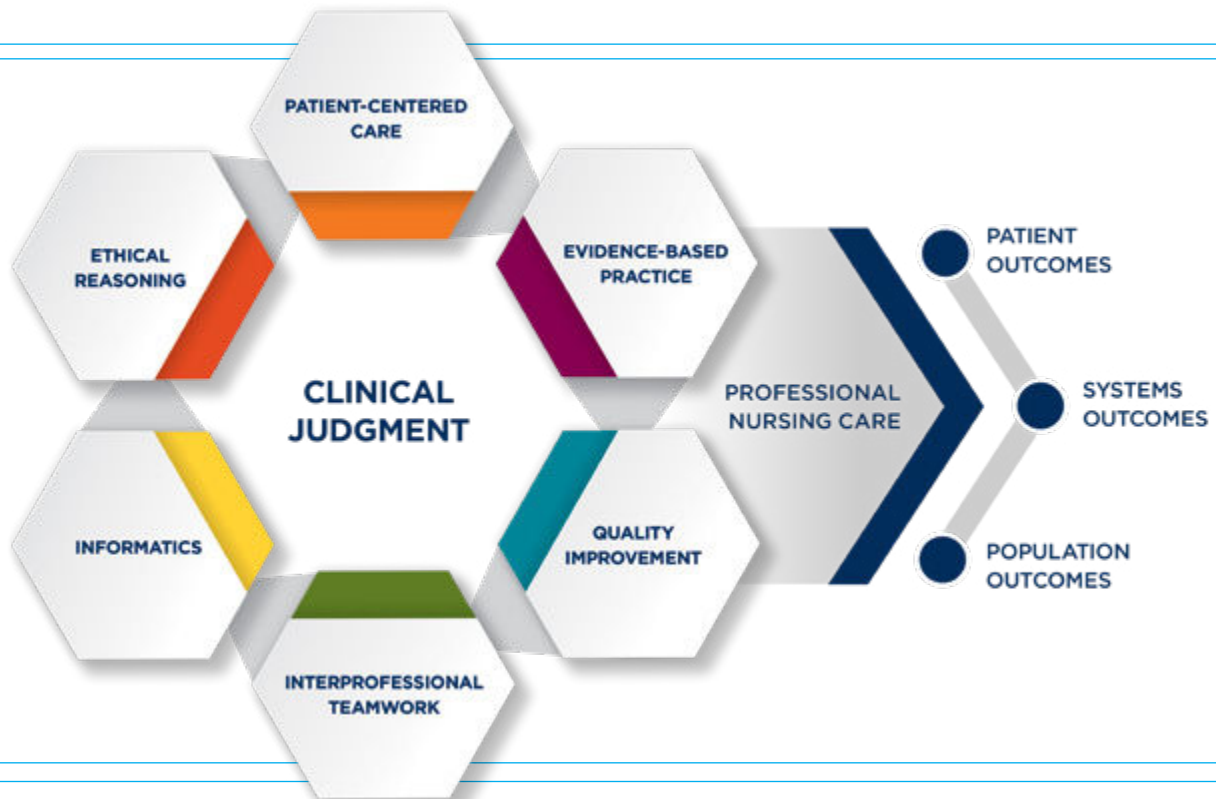 PATIENT-CENTERED
CARE
EVIDENCE-BASED
PRACTICE
QUALITY
IMPROVEMENT
INTERPROFESSIONAL
TEAMWORK
INFORMATICS
ETHICAL
REASONING
CLINICAL
JUDGMENT
PROFESSIONAL
NURSING CARE
PATIENT
OUTCOMES
SYSTEMS
OUTCOMES
POPULATION
OUTCOMES